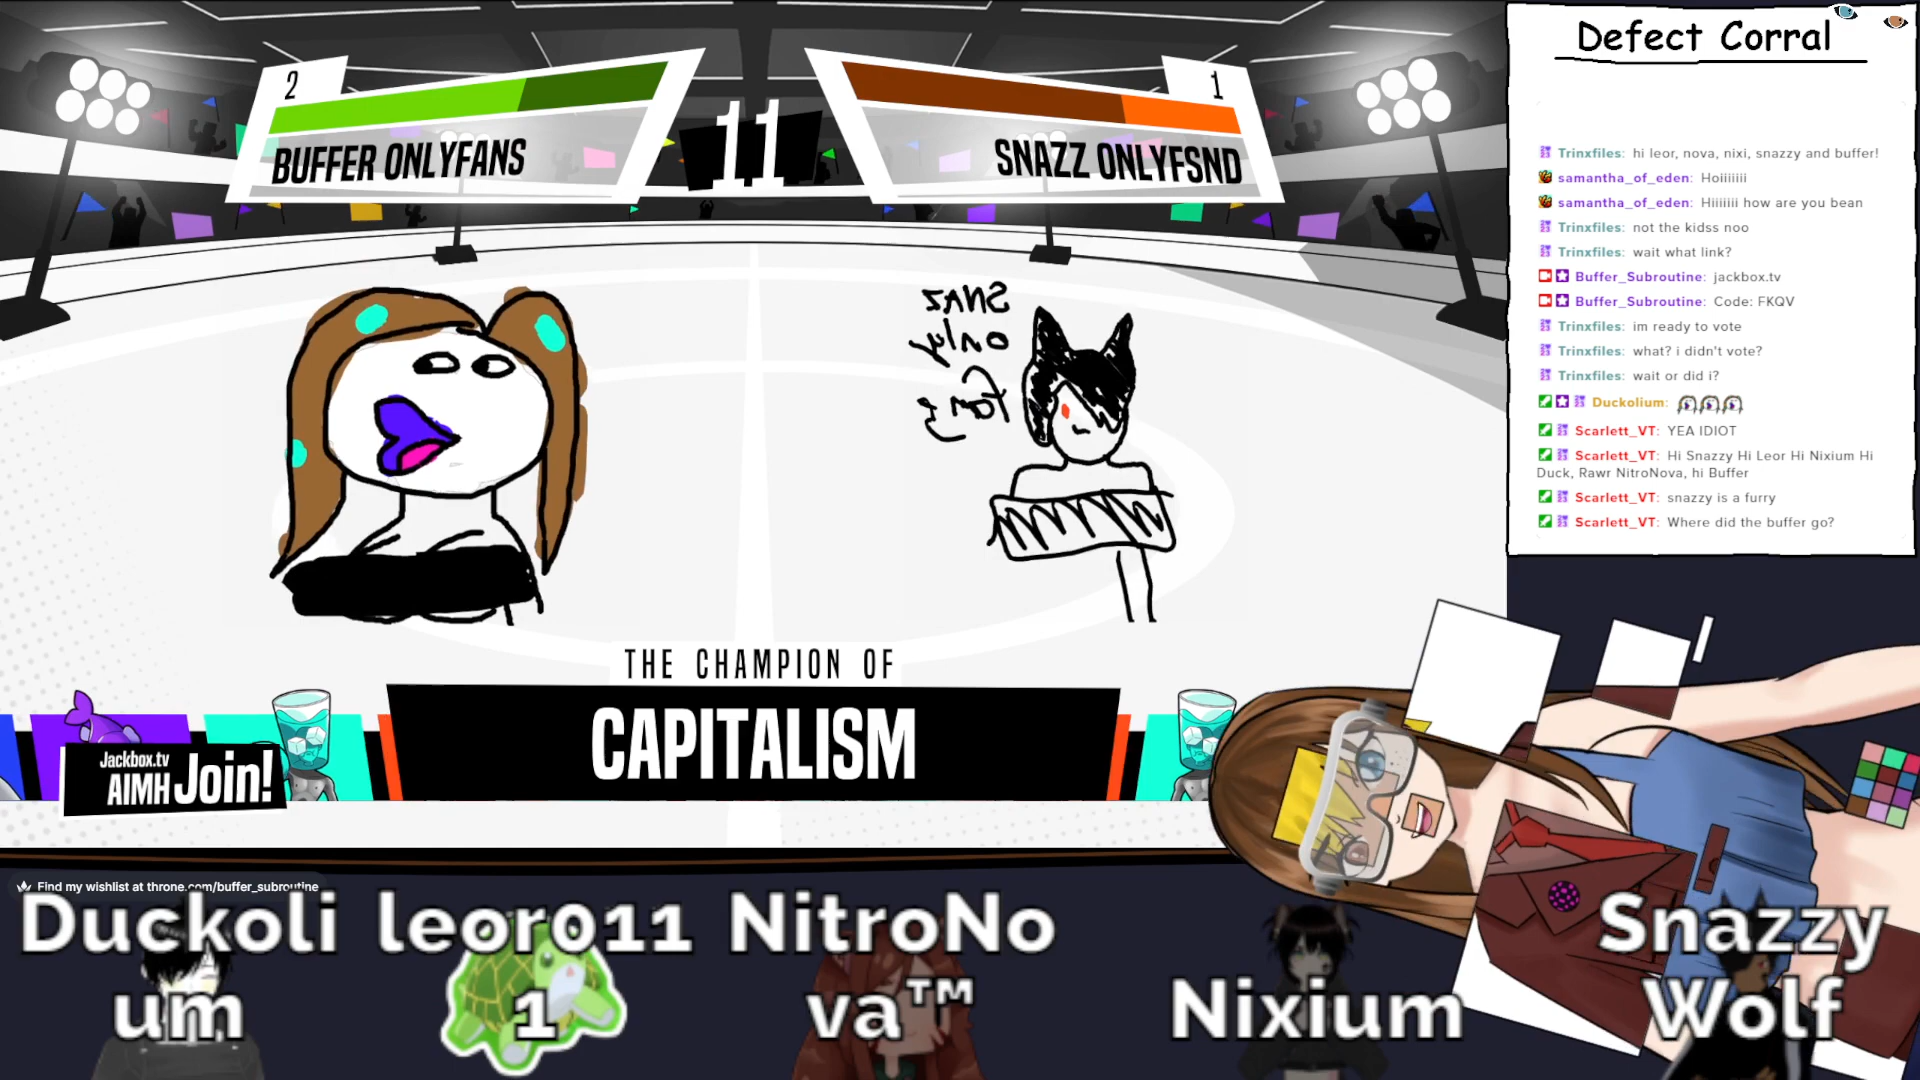 2
BUFFER ONLYFANS
11
1
SNAZZ ONLYFSND
SNAZ
only
fans
THE CHAMPION OF
CAPITALISM
Jackbox.tv
AIMH Join!
Defect Corral
Trinxfiles: hi leor, nova, nixi, snazzy and buffer!
samantha_of_eden: Hoiiiiiii
samantha_of_eden: Hiiiiiii how are you bean
Trinxfiles: not the kidss noo
Trinxfiles: wait what link?
Buffer_Subroutine: jackbox.tv
Buffer_Subroutine: Code: FKQV
Trinxfiles: im ready to vote
Trinxfiles: what? i didn't vote?
Trinxfiles: wait or did i?
Duckolium:
Scarlett_VT: YEA IDIOT
Scarlett_VT: Hi Snazzy Hi Leor Hi Nixium Hi
Duck, Rawr NitroNova, hi Buffer
Scarlett_VT: snazzy is a furry
Scarlett_VT: Where did the buffer go?
Find my wishlist at throne.com/buffer_subroutine
Duckoli
um
leor011
1
NitroNo
va™
Nixium
Snazzy
Wolf